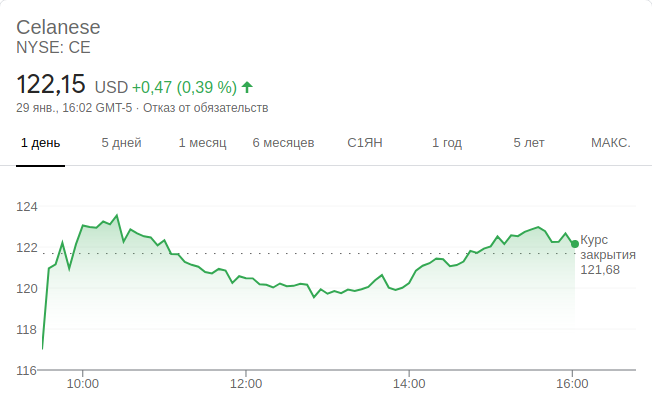 Celanese
NYSE: CE
122,15 USD +0,47 (0,39 %)
29 янв., 16:02 GMT-5 · Отказ от обязательств
1 день 5 дней 1 месяц 6 месяцев С1ЯН 1 год 5 лет МАКС.
124
122
120
118
116
Курс
закрытия
121,68
10:00 12:00 14:00 16:00